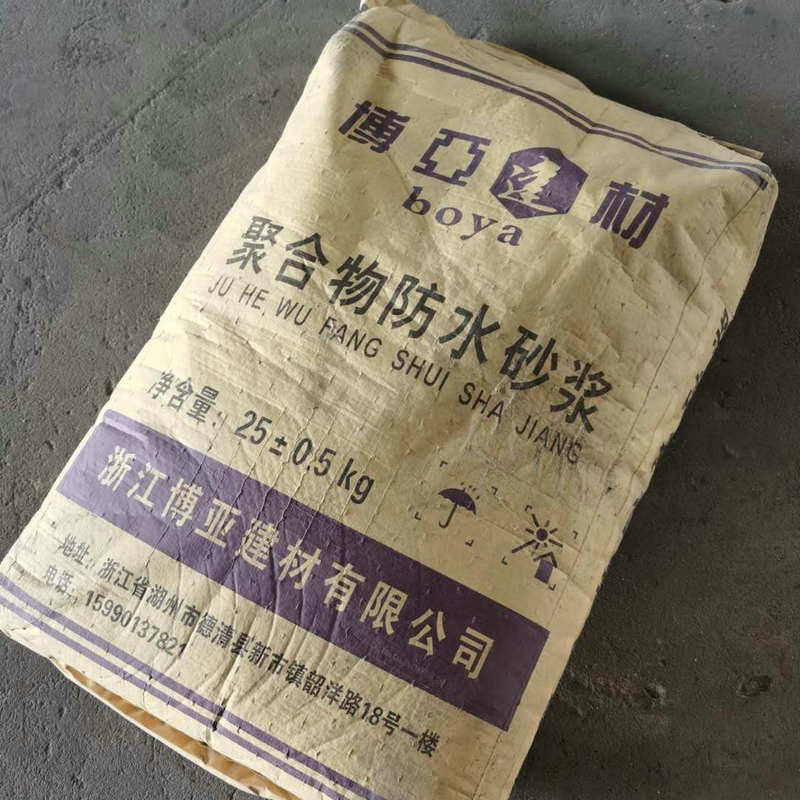 博亞建材
boya
聚合物防水砂浆
JU HE WU FANG SHUI SHA JIANG
净含量：25±0.5kg
浙江博亚建材有限公司
地址：浙江省湖州市德清县新市镇韶洋路18号一楼
电话：15990137821